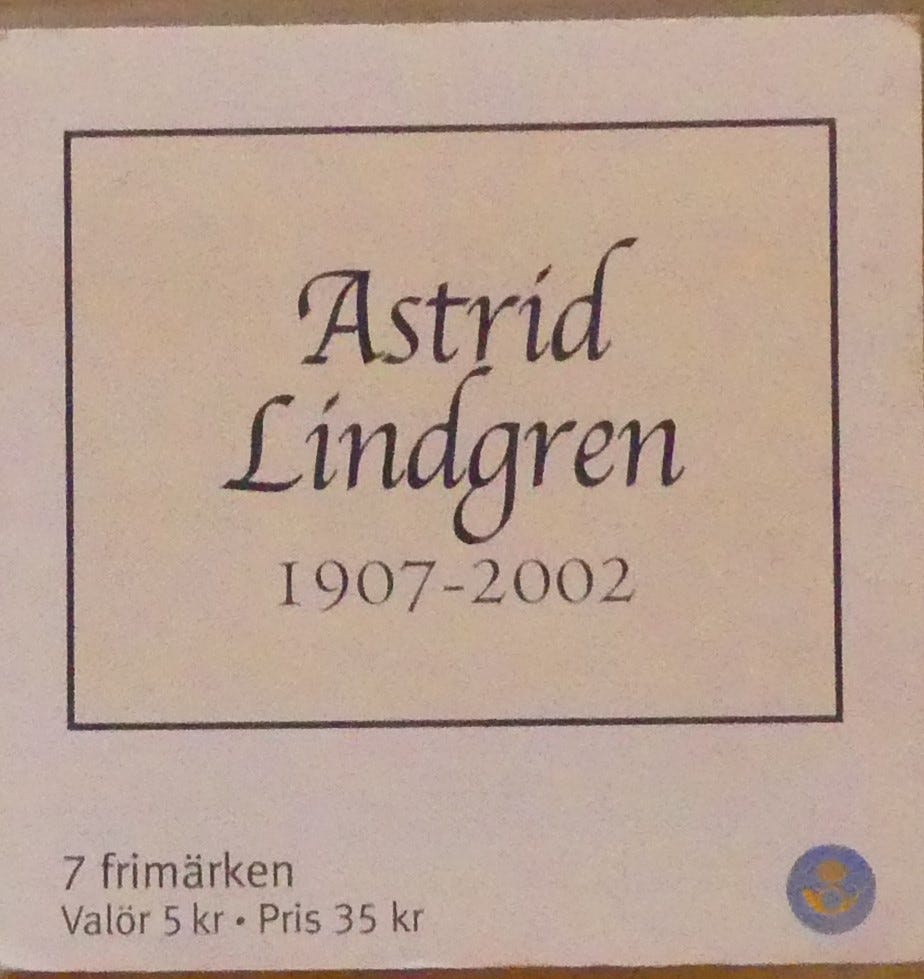 Astrid
Lindgren
1907-2002
7 frimärken
Valör 5 kr • Pris 35 kr